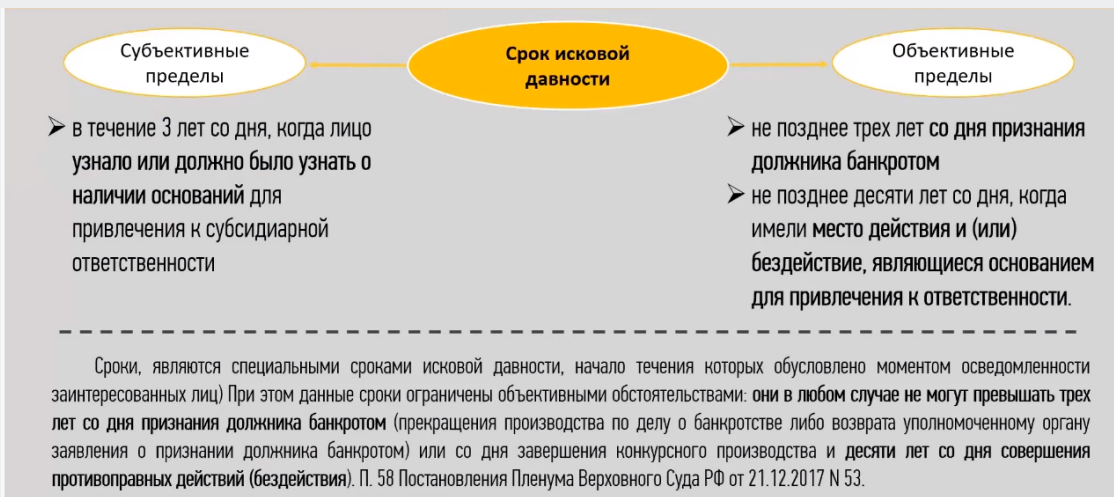 Субъективные
пределы
Срок исковой
давности
Объективные
пределы
➢ в течение 3 лет со дня, когда лицо
узнало или должно было узнать о
наличии оснований для
привлечения к субсидиарной
ответственности
➢ не позднее трех лет со дня признания
должника банкротом
➢ не позднее десяти лет со дня, когда
имели место действия и (или)
бездействие, являющиеся основанием
для привлечения к ответственности.
Сроки, являются специальными сроками исковой давности, начало течения которых обусловлено моментом осведомленности
заинтересованных лиц) При этом данные сроки ограничены объективными обстоятельствами: они в любом случае не могут превышать трех
лет со дня признания должника банкротом (прекращения производства по делу о банкротстве либо возврата уполномоченному органу
заявления о признании должника банкротом) или со дня завершения конкурсного производства и десяти лет со дня совершения
противоправных действий (бездействия). П. 58 Постановления Пленума Верховного Суда РФ от 21.12.2017 N 53.